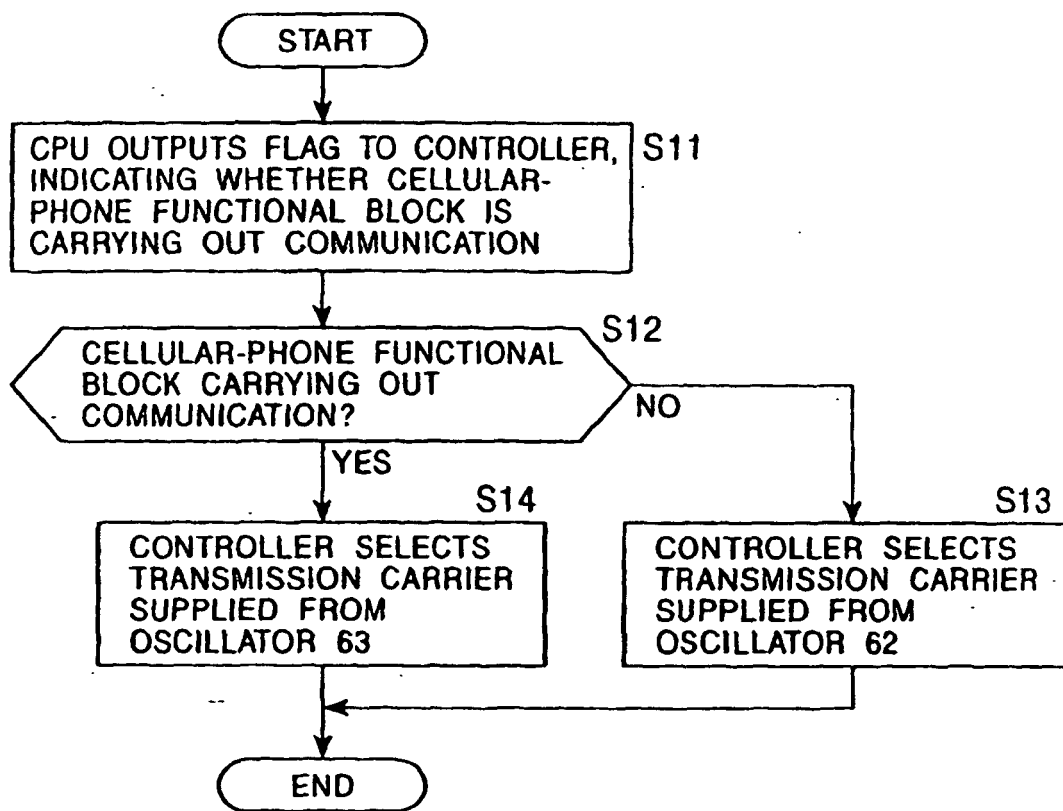 START
CPU OUTPUTS FLAG TO CONTROLLER,
INDICATING WHETHER CELLULAR-
PHONE FUNCTIONAL BLOCK IS
CARRYING OUT COMMUNICATION
S11
S12
CELLULAR-PHONE FUNCTIONAL
BLOCK CARRYING OUT
COMMUNICATION?
NO
YES
S14
CONTROLLER SELECTS
TRANSMISSION CARRIER
SUPPLIED FROM
OSCILLATOR 63
S13
CONTROLLER SELECTS
TRANSMISSION CARRIER
SUPPLIED FROM
OSCILLATOR 62
END